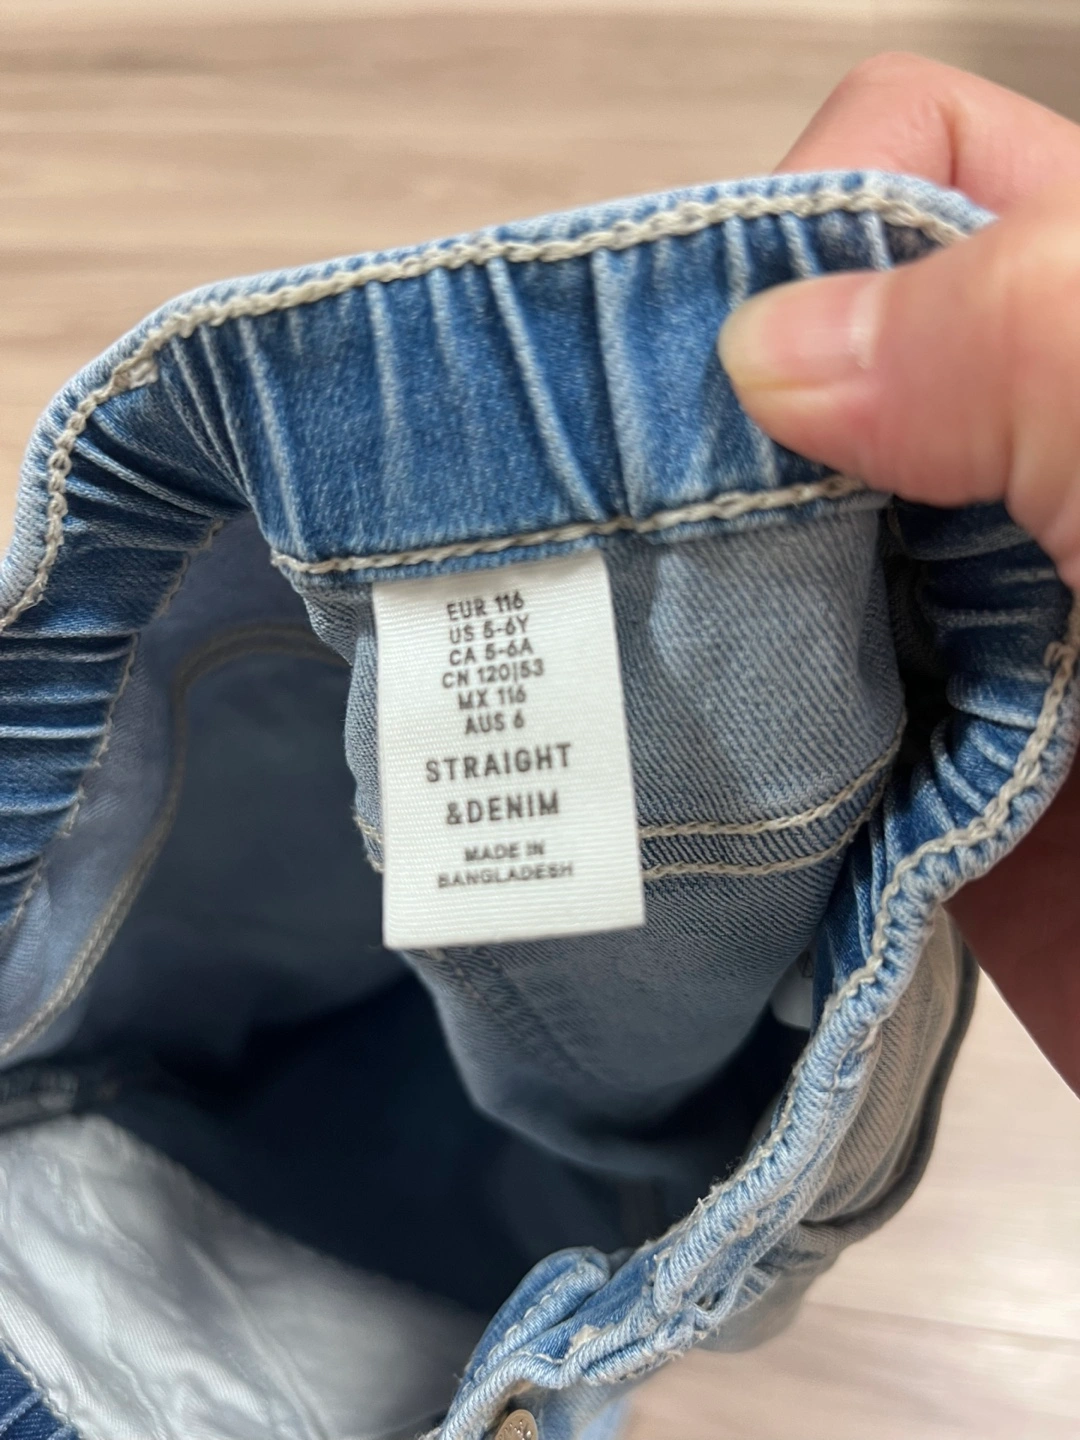 EUR 116
US 5-6Y
CA 5-6A
CN 120|53
MX 116
AUS 6
STRAIGHT
&DENIM
MADE IN
BANGLADESH